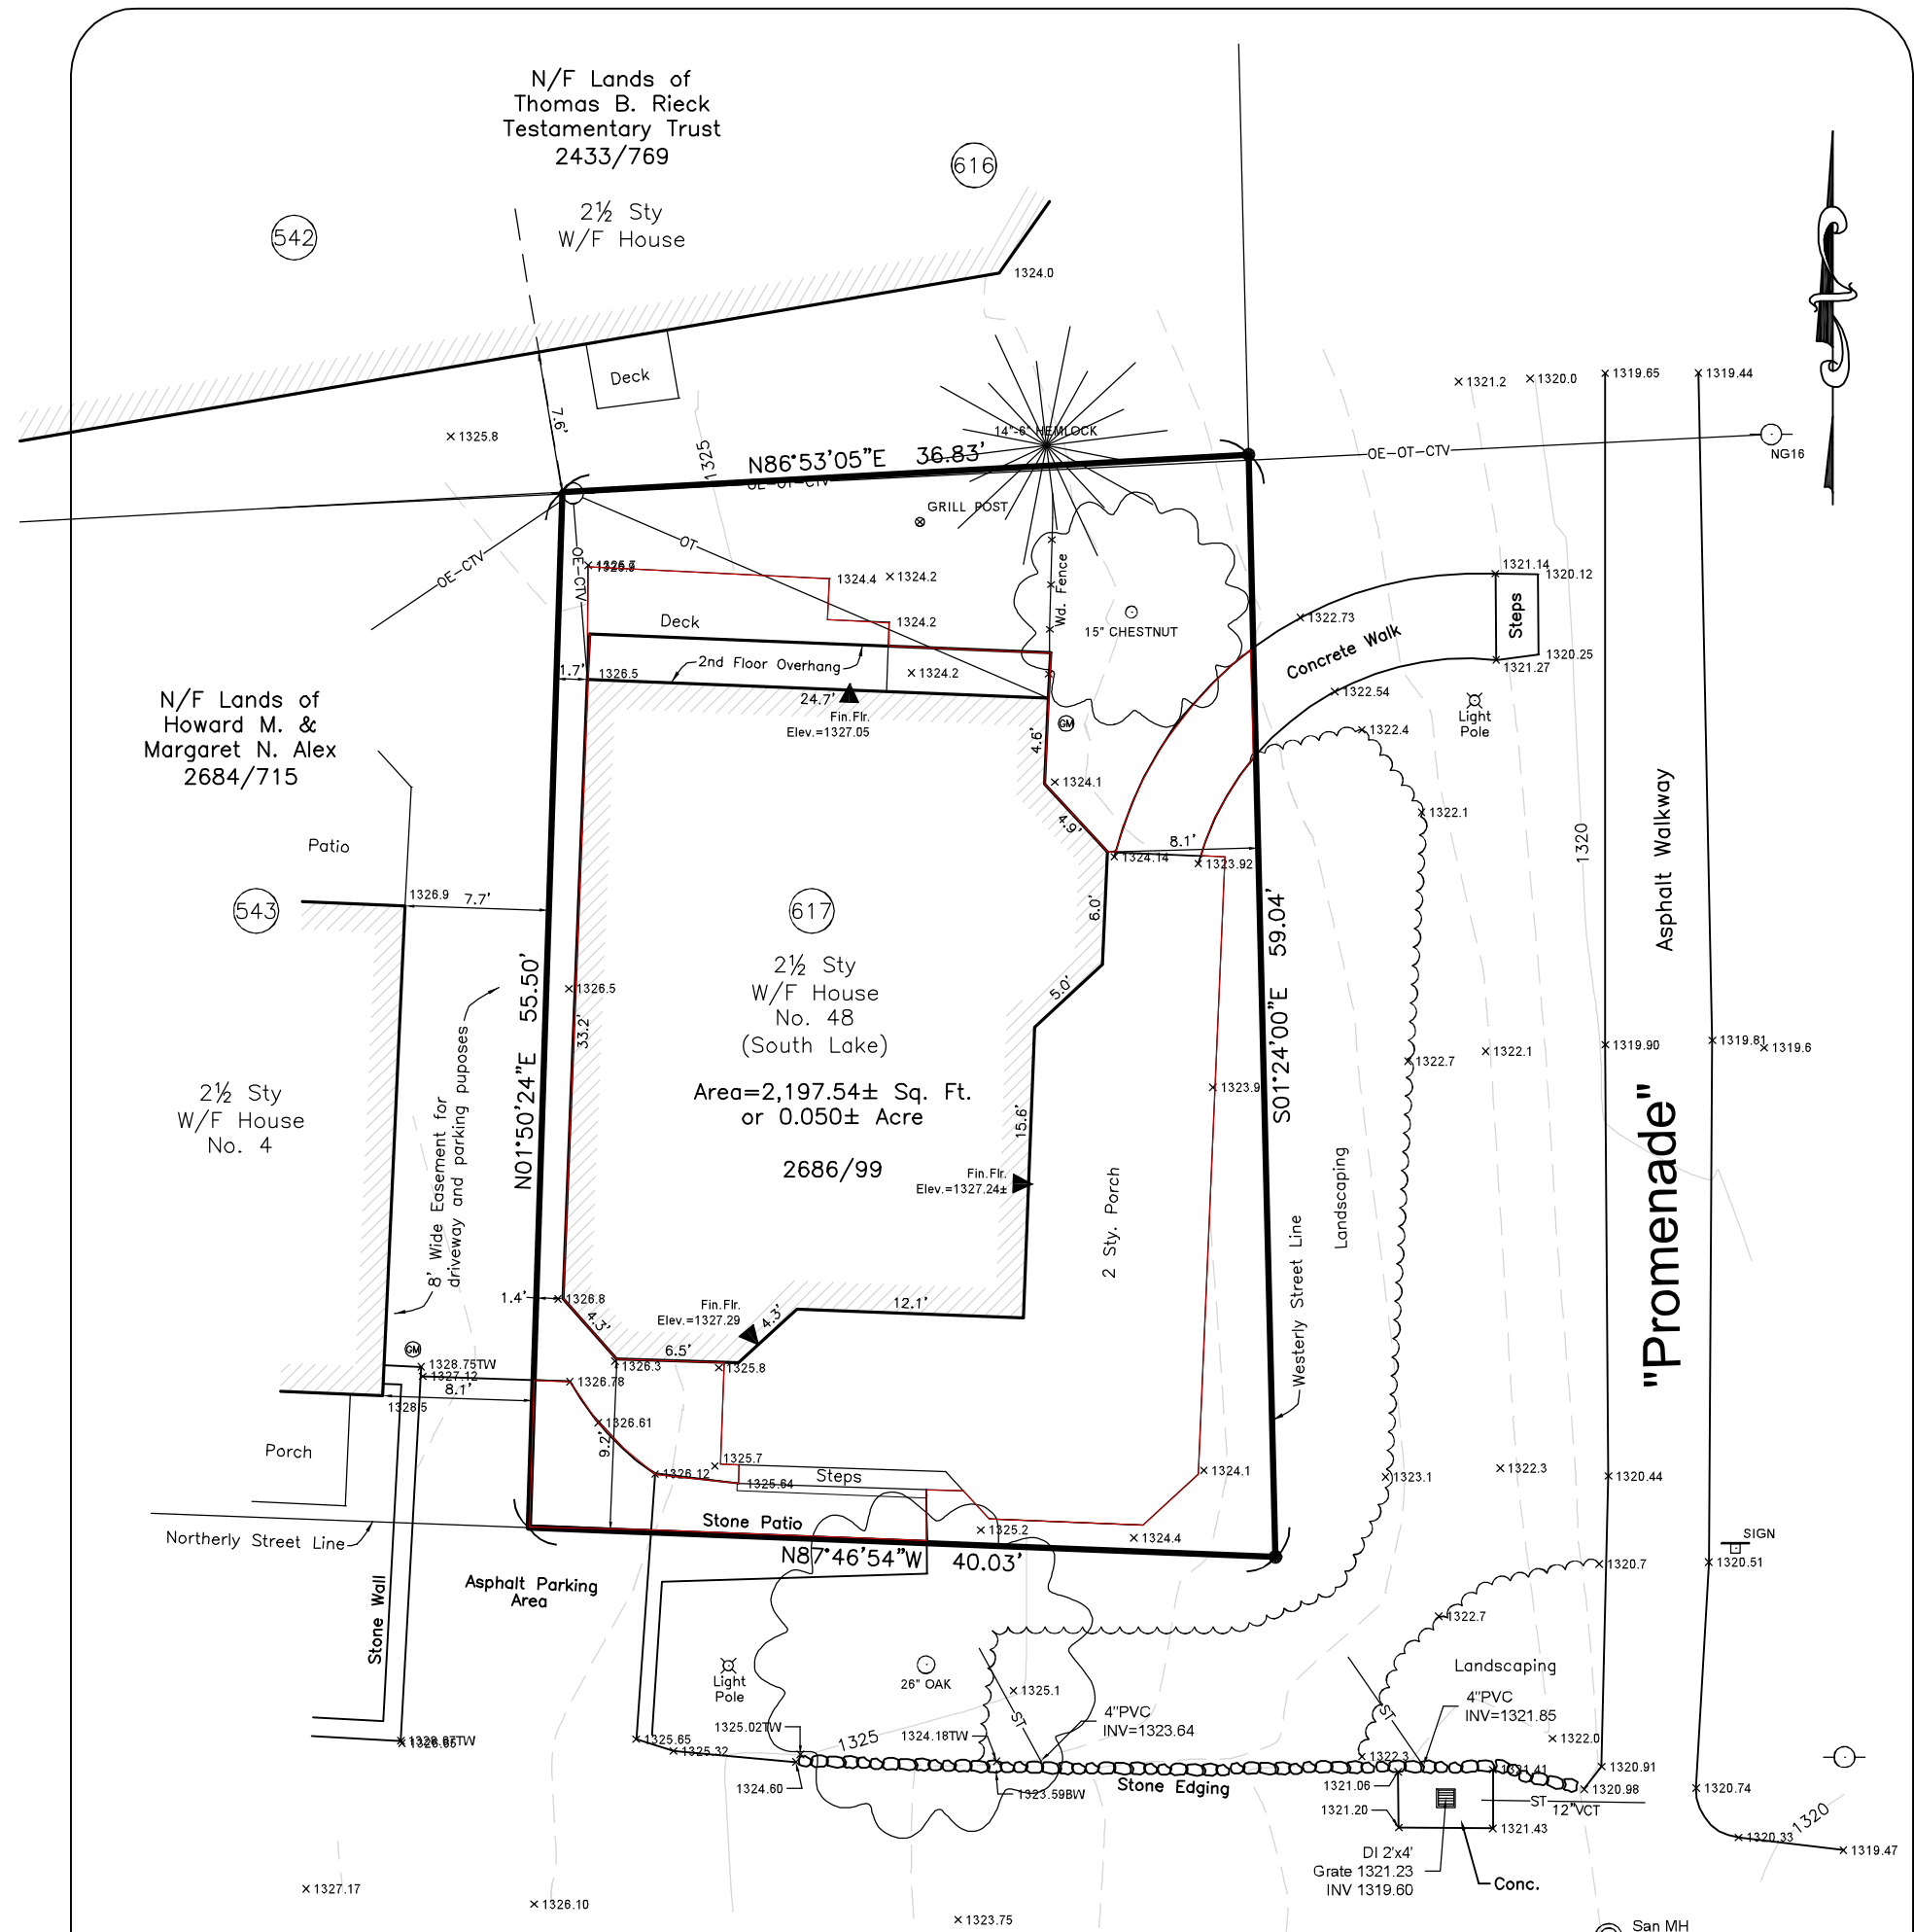 N/F Lands of
Thomas B. Rieck
Testamentary Trust
2433/769
616
542
2½ Sty
W/F House
1324.0
Deck
7.6'
1325.8
1325
14"-6" HEMLOCK
1321.2
1320.0
1319.65
1319.44
N86°53'05"E 36.83'
OE-OT-CTV
OE-OT-CTV
NG16
GRILL POST
OT
OE-CTV
OE-CTV
1324.4
1324.2
Wd. Fence
1321.14
1320.12
Steps
1322.73
Concrete Walk
15" CHESTNUT
1324.2
Deck
2nd Floor Overhang
1320.25
1321.27
1.7'
1326.5
1324.2
24.7'
1322.54
N/F Lands of
Howard M. &
Margaret N. Alex
2684/715
Fin.Flr.
Elev.=1327.05
GM
4.6'
Light
Pole
1322.4
1324.1
4.9'
1322.1
Patio
8.1'
1324.14
1323.92
1320
Asphalt Walkway
1326.9
7.7'
543
617
6.0'
S01°24'00"E 59.04'
2½ Sty
W/F House
No. 48
(South Lake)
5.0'
N01°50'24"E 55.50'
1326.5
33.2'
1319.90
1319.81
1319.6
1322.1
1322.7
Area=2,197.54± Sq. Ft.
or 0.050± Acre
1323.9
15.6'
2½ Sty
W/F House
No. 4
8' Wide Easement for
driveway and parking puposes
2686/99
Fin.Flr.
Elev.=1327.24±
2 Sty. Porch
Landscaping
Westerly Street Line
"Promenade"
1.4'
1326.8
4.3'
Fin.Flr.
Elev.=1327.29
4.3'
12.1'
6.5'
GM
1328.75TW
1327.12
8.1'
1328.5
1326.3
1325.8
1326.78
1326.61
9.2'
Porch
1325.7
1326.12
1325.64
Steps
1324.1
1323.1
1322.3
1320.44
Northerly Street Line
Stone Patio
1325.2
1324.4
N87°46'54"W 40.03'
SIGN
1320.7
1320.51
Asphalt Parking
Area
Stone Wall
1322.7
Light
Pole
26" OAK
1325.1
Landscaping
ST
4"PVC
INV=1323.64
ST
4"PVC
INV=1321.85
1325.65
1325.32
1325.02TW
1325
1324.18TW
1322.0
1322.3
1321.41
1320.91
1324.60
1323.59BW
Stone Edging
1321.06
1320.98
1320.74
ST
12"VCT
1321.20
1321.43
1320
1320.33
1319.47
DI 2'x4'
Grate 1321.23
INV 1319.60
Conc.
1327.17
1326.10
1323.75
San MH